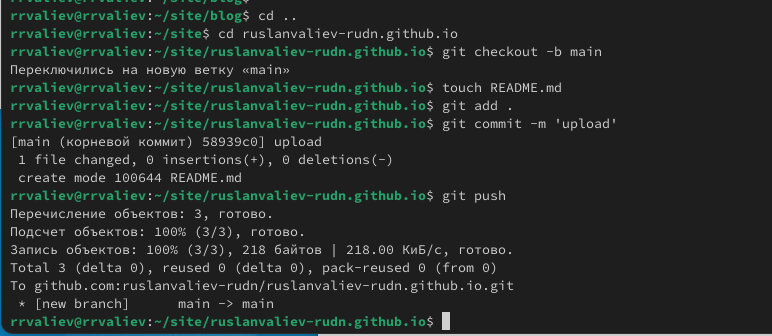 rrvaliev@rrvaliev:~/site/blog$
rrvaliev@rrvaliev:~/site/blog$ cd ..
rrvaliev@rrvaliev:~/site$ cd ruslanvaliev-rudn.github.io
rrvaliev@rrvaliev:~/site/ruslanvaliev-rudn.github.io$ git checkout -b main
Переключились на новую ветку «main»
rrvaliev@rrvaliev:~/site/ruslanvaliev-rudn.github.io$ touch README.md
rrvaliev@rrvaliev:~/site/ruslanvaliev-rudn.github.io$ git add .
rrvaliev@rrvaliev:~/site/ruslanvaliev-rudn.github.io$ git commit -m 'upload'
[main (корневой коммит) 58939c0] upload
 1 file changed, 0 insertions(+), 0 deletions(-)
 create mode 100644 README.md
rrvaliev@rrvaliev:~/site/ruslanvaliev-rudn.github.io$ git push
Перечисление объектов: 3, готово.
Подсчет объектов: 100% (3/3), готово.
Запись объектов: 100% (3/3), 218 байтов | 218.00 КиБ/с, готово.
Total 3 (delta 0), reused 0 (delta 0), pack-reused 0 (from 0)
To github.com:ruslanvaliev-rudn/ruslanvaliev-rudn.github.io.git
 * [new branch]      main -> main
rrvaliev@rrvaliev:~/site/ruslanvaliev-rudn.github.io$